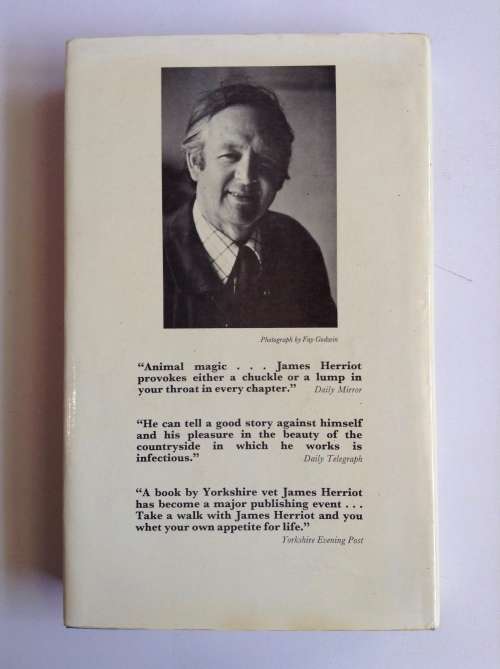 Photograph by Fay Godwin
“Animal magic . . . James Herriot
provokes either a chuckle or a lump in
your throat in every chapter.” Daily Mirror
“He can tell a good story against himself
and his pleasure in the beauty of the
countryside in which he works is
infectious.” Daily Telegraph
“A book by Yorkshire vet James Herriot
has become a major publishing event . . .
Take a walk with James Herriot and you
whet your own appetite for life.”
Yorkshire Evening Post